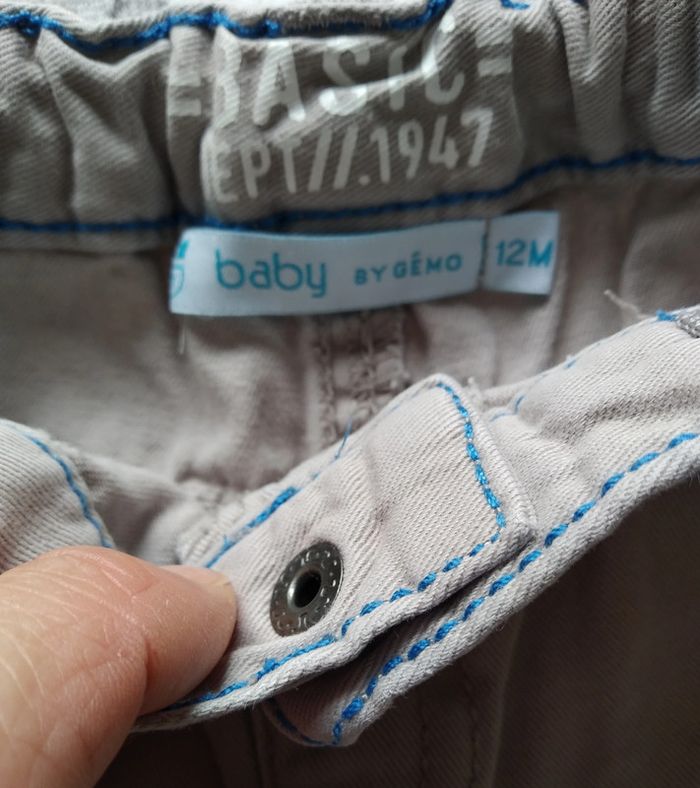 =BASIC=
EPT//.1947
baby BY GÉMO 12M